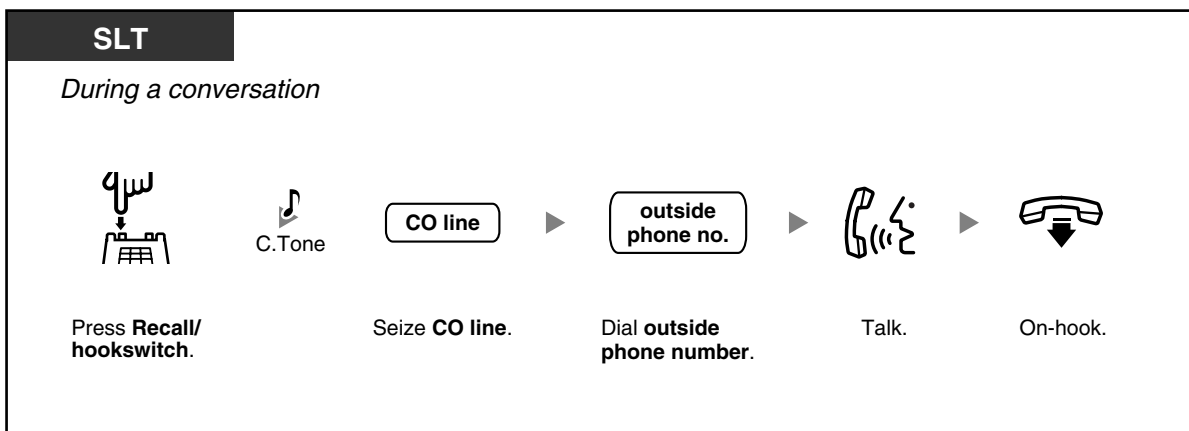 SLT
During a conversation
C.Tone
CO line
outside
phone no.
Press Recall/
hookswitch.
Seize CO line.
Dial outside
phone number.
Talk.
On-hook.